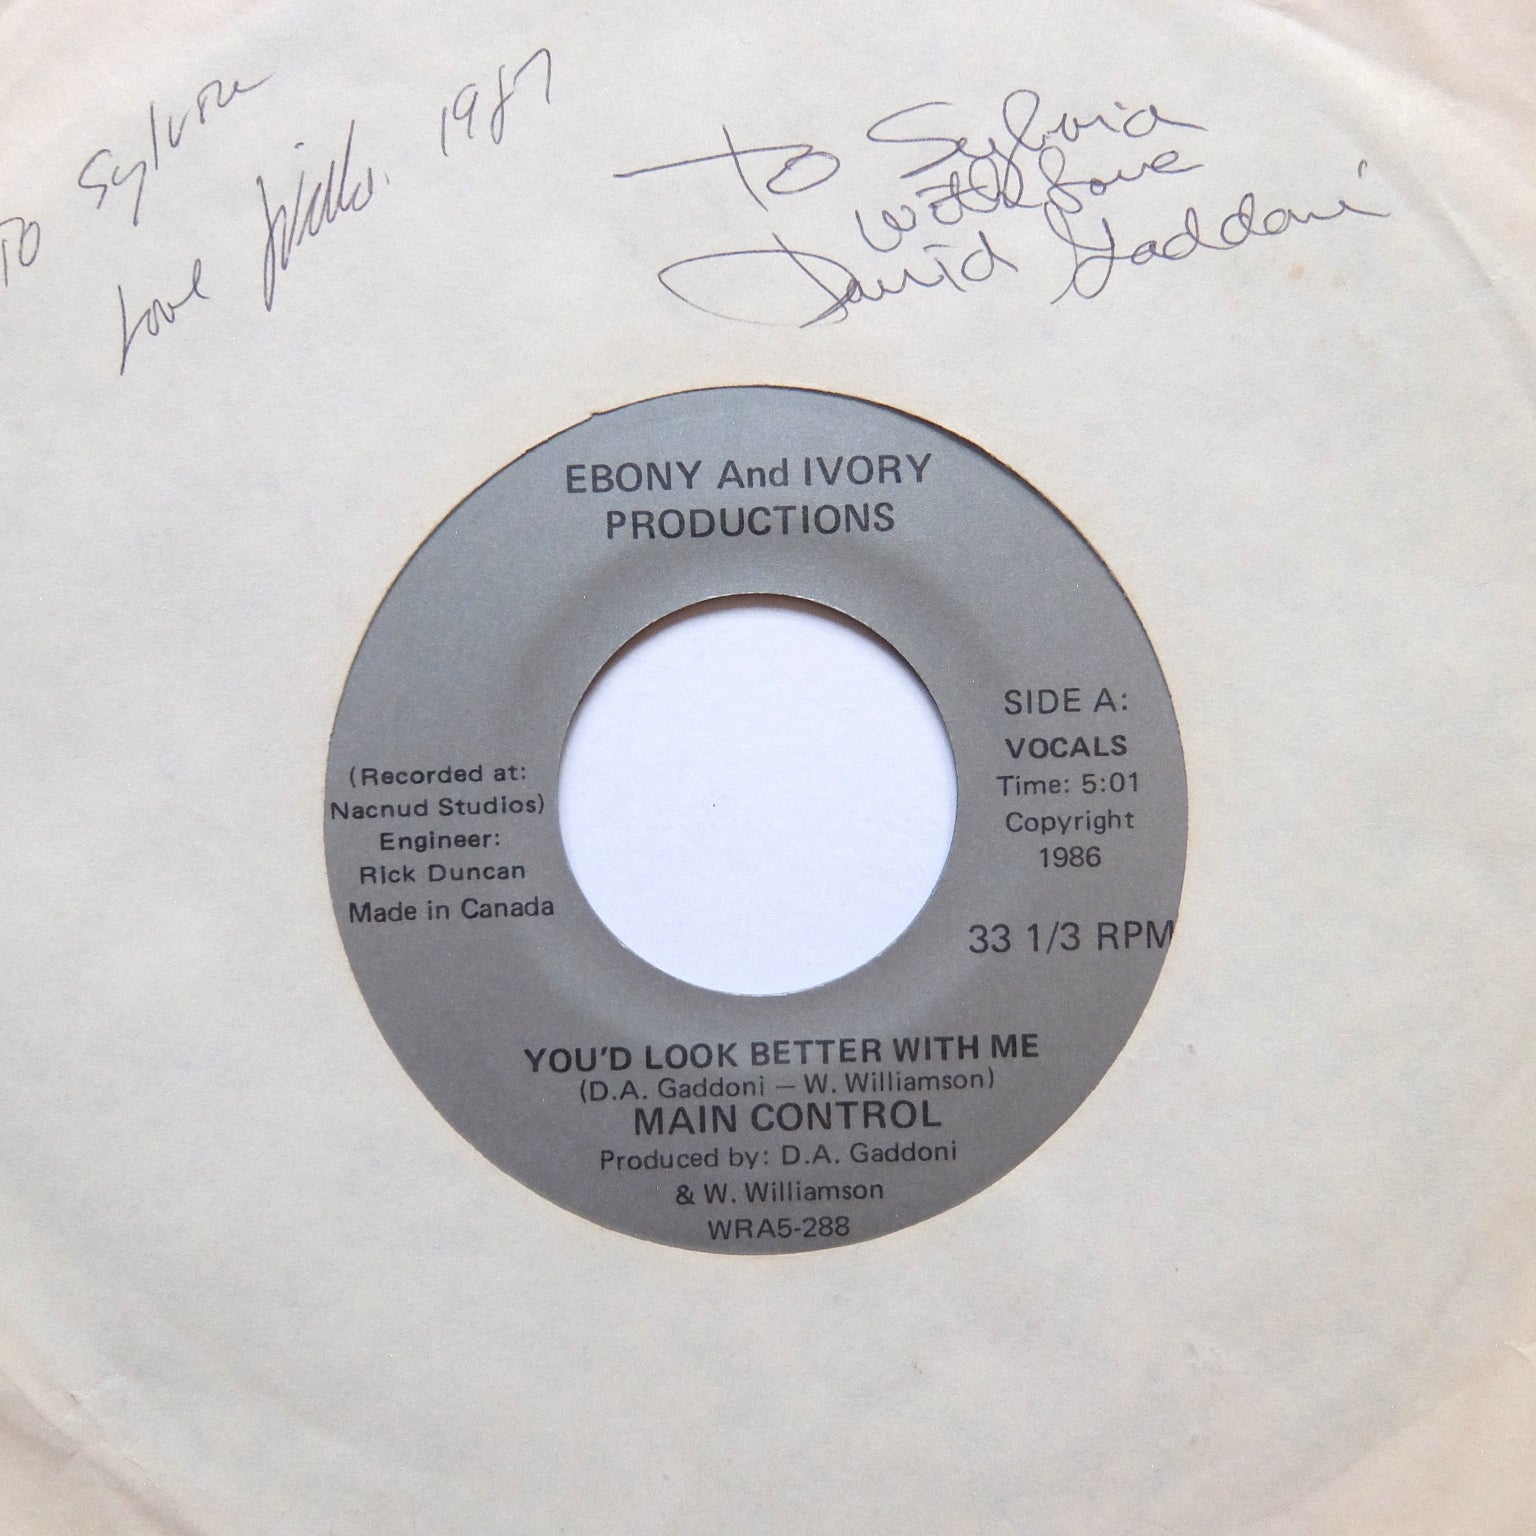 To Sylvia
Love Willie 1987
To Sylvia
with love
David Gaddoni
EBONY And IVORY
PRODUCTIONS
(Recorded at:
Nacnud Studios)
Engineer:
Rick Duncan
Made in Canada
SIDE A:
VOCALS
Time: 5:01
Copyright
1986
33 1/3 RPM
YOU'D LOOK BETTER WITH ME
(D.A. Gaddoni — W. Williamson)
MAIN CONTROL
Produced by: D.A. Gaddoni
& W. Williamson
WRA5-288